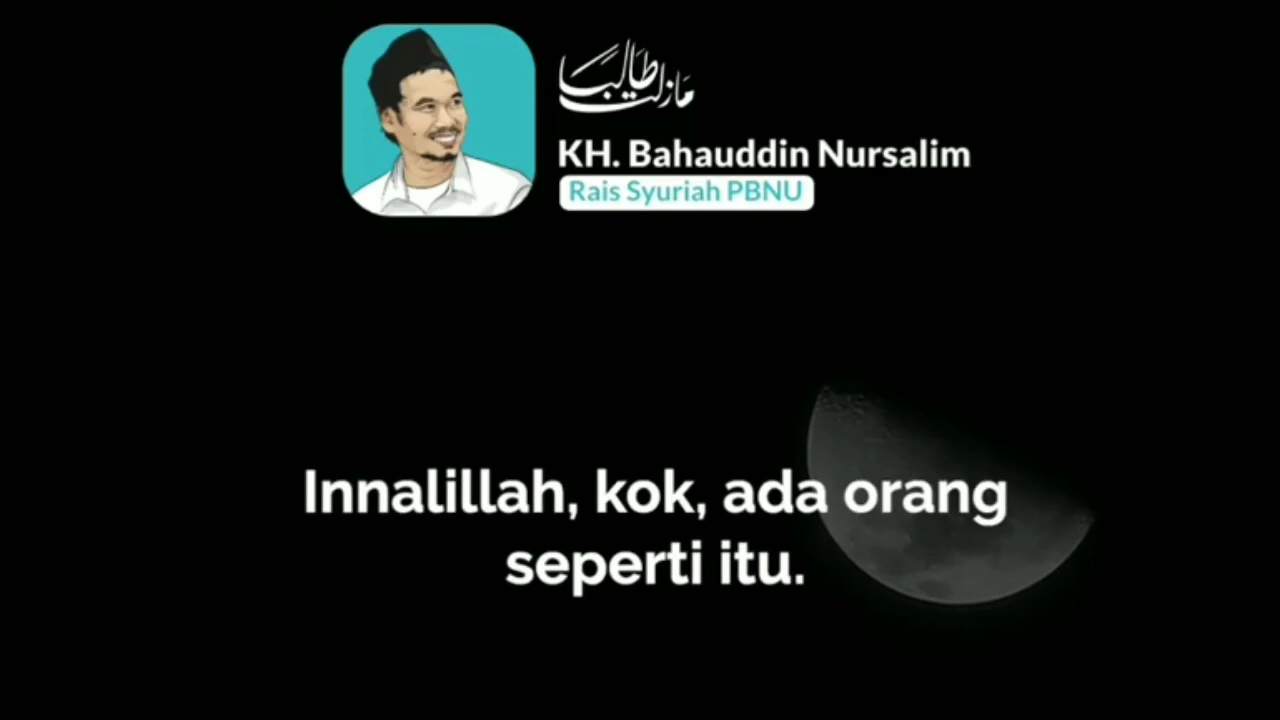 مازلت طالبا
KH. Bahauddin Nursalim
Rais Syuriah PBNU
Innalillah, kok, ada orang
seperti itu.